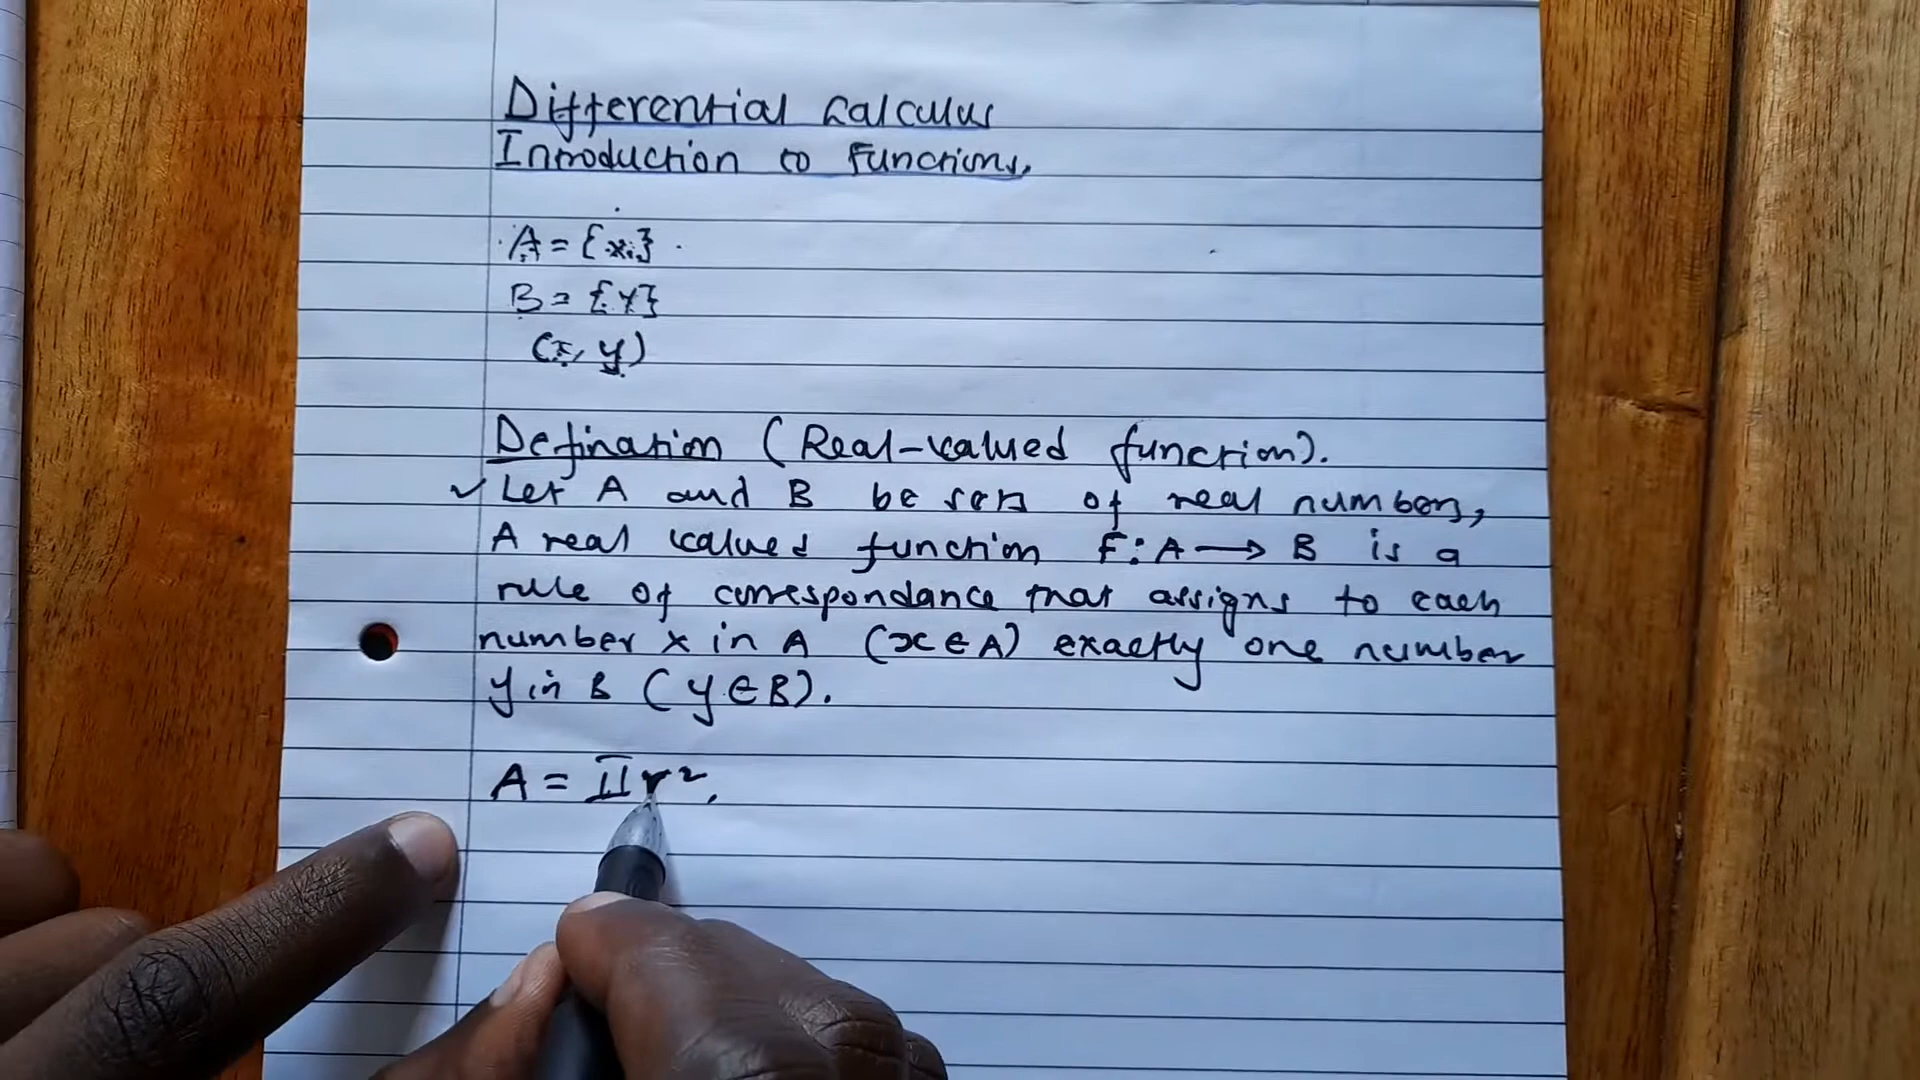 Differential Calculus
Introduction to Functions.
A = {x}
B = {Y}
(x, y)
Defination (Real-valued function).
✓ Let A and B be sets of real numbers,
A real valued function F: A → B is a
rule of correspondance that assigns to each
number x in A (x ∈ A) exactly one number
y in B (y ∈ B).
A = πr²,